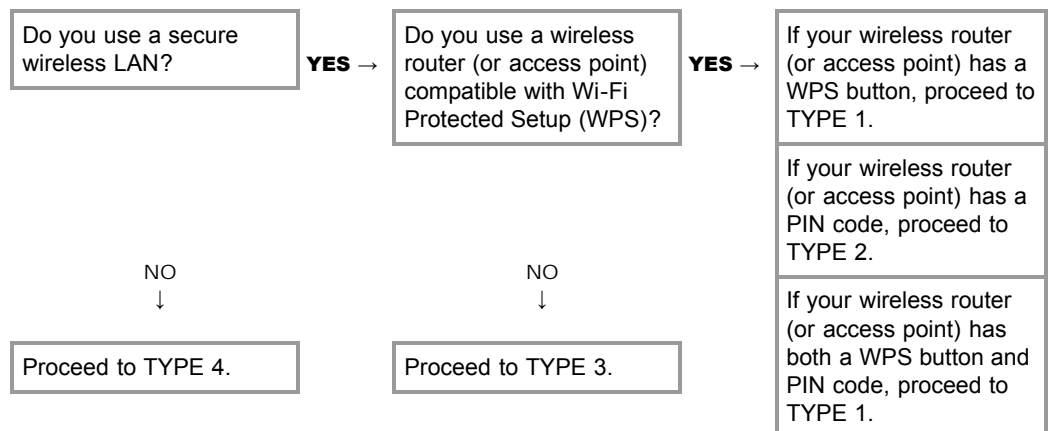 Do you use a secure
wireless LAN?
YES →
Do you use a wireless
router (or access point)
compatible with Wi-Fi
Protected Setup (WPS)?
YES →
If your wireless router
(or access point) has a
WPS button, proceed to
TYPE 1.
If your wireless router
(or access point) has a
PIN code, proceed to
TYPE 2.
If your wireless router
(or access point) has
both a WPS button and
PIN code, proceed to
TYPE 1.
NO
↓
Proceed to TYPE 4.
NO
↓
Proceed to TYPE 3.